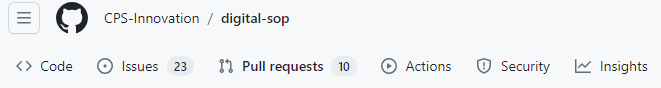 CPS-Innovation / digital-sop
Code Issues 23 Pull requests 10 Actions Security Insights